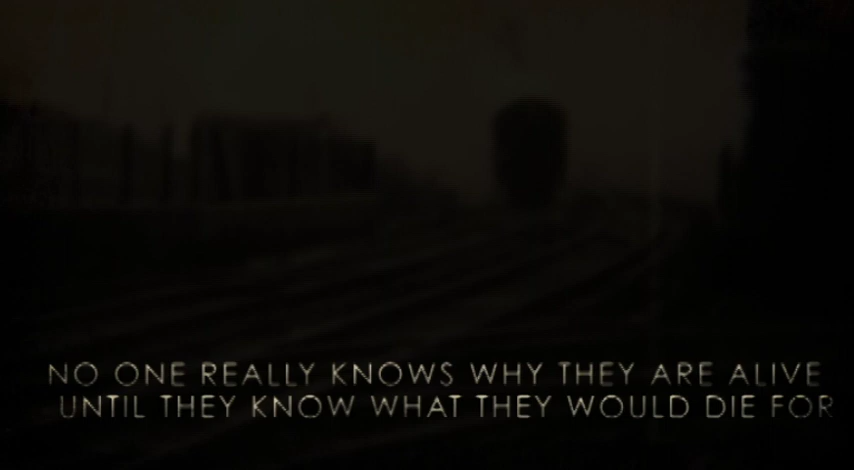 NO ONE REALLY KNOWS WHY THEY ARE ALIVE
UNTIL THEY KNOW WHAT THEY WOULD DIE FOR